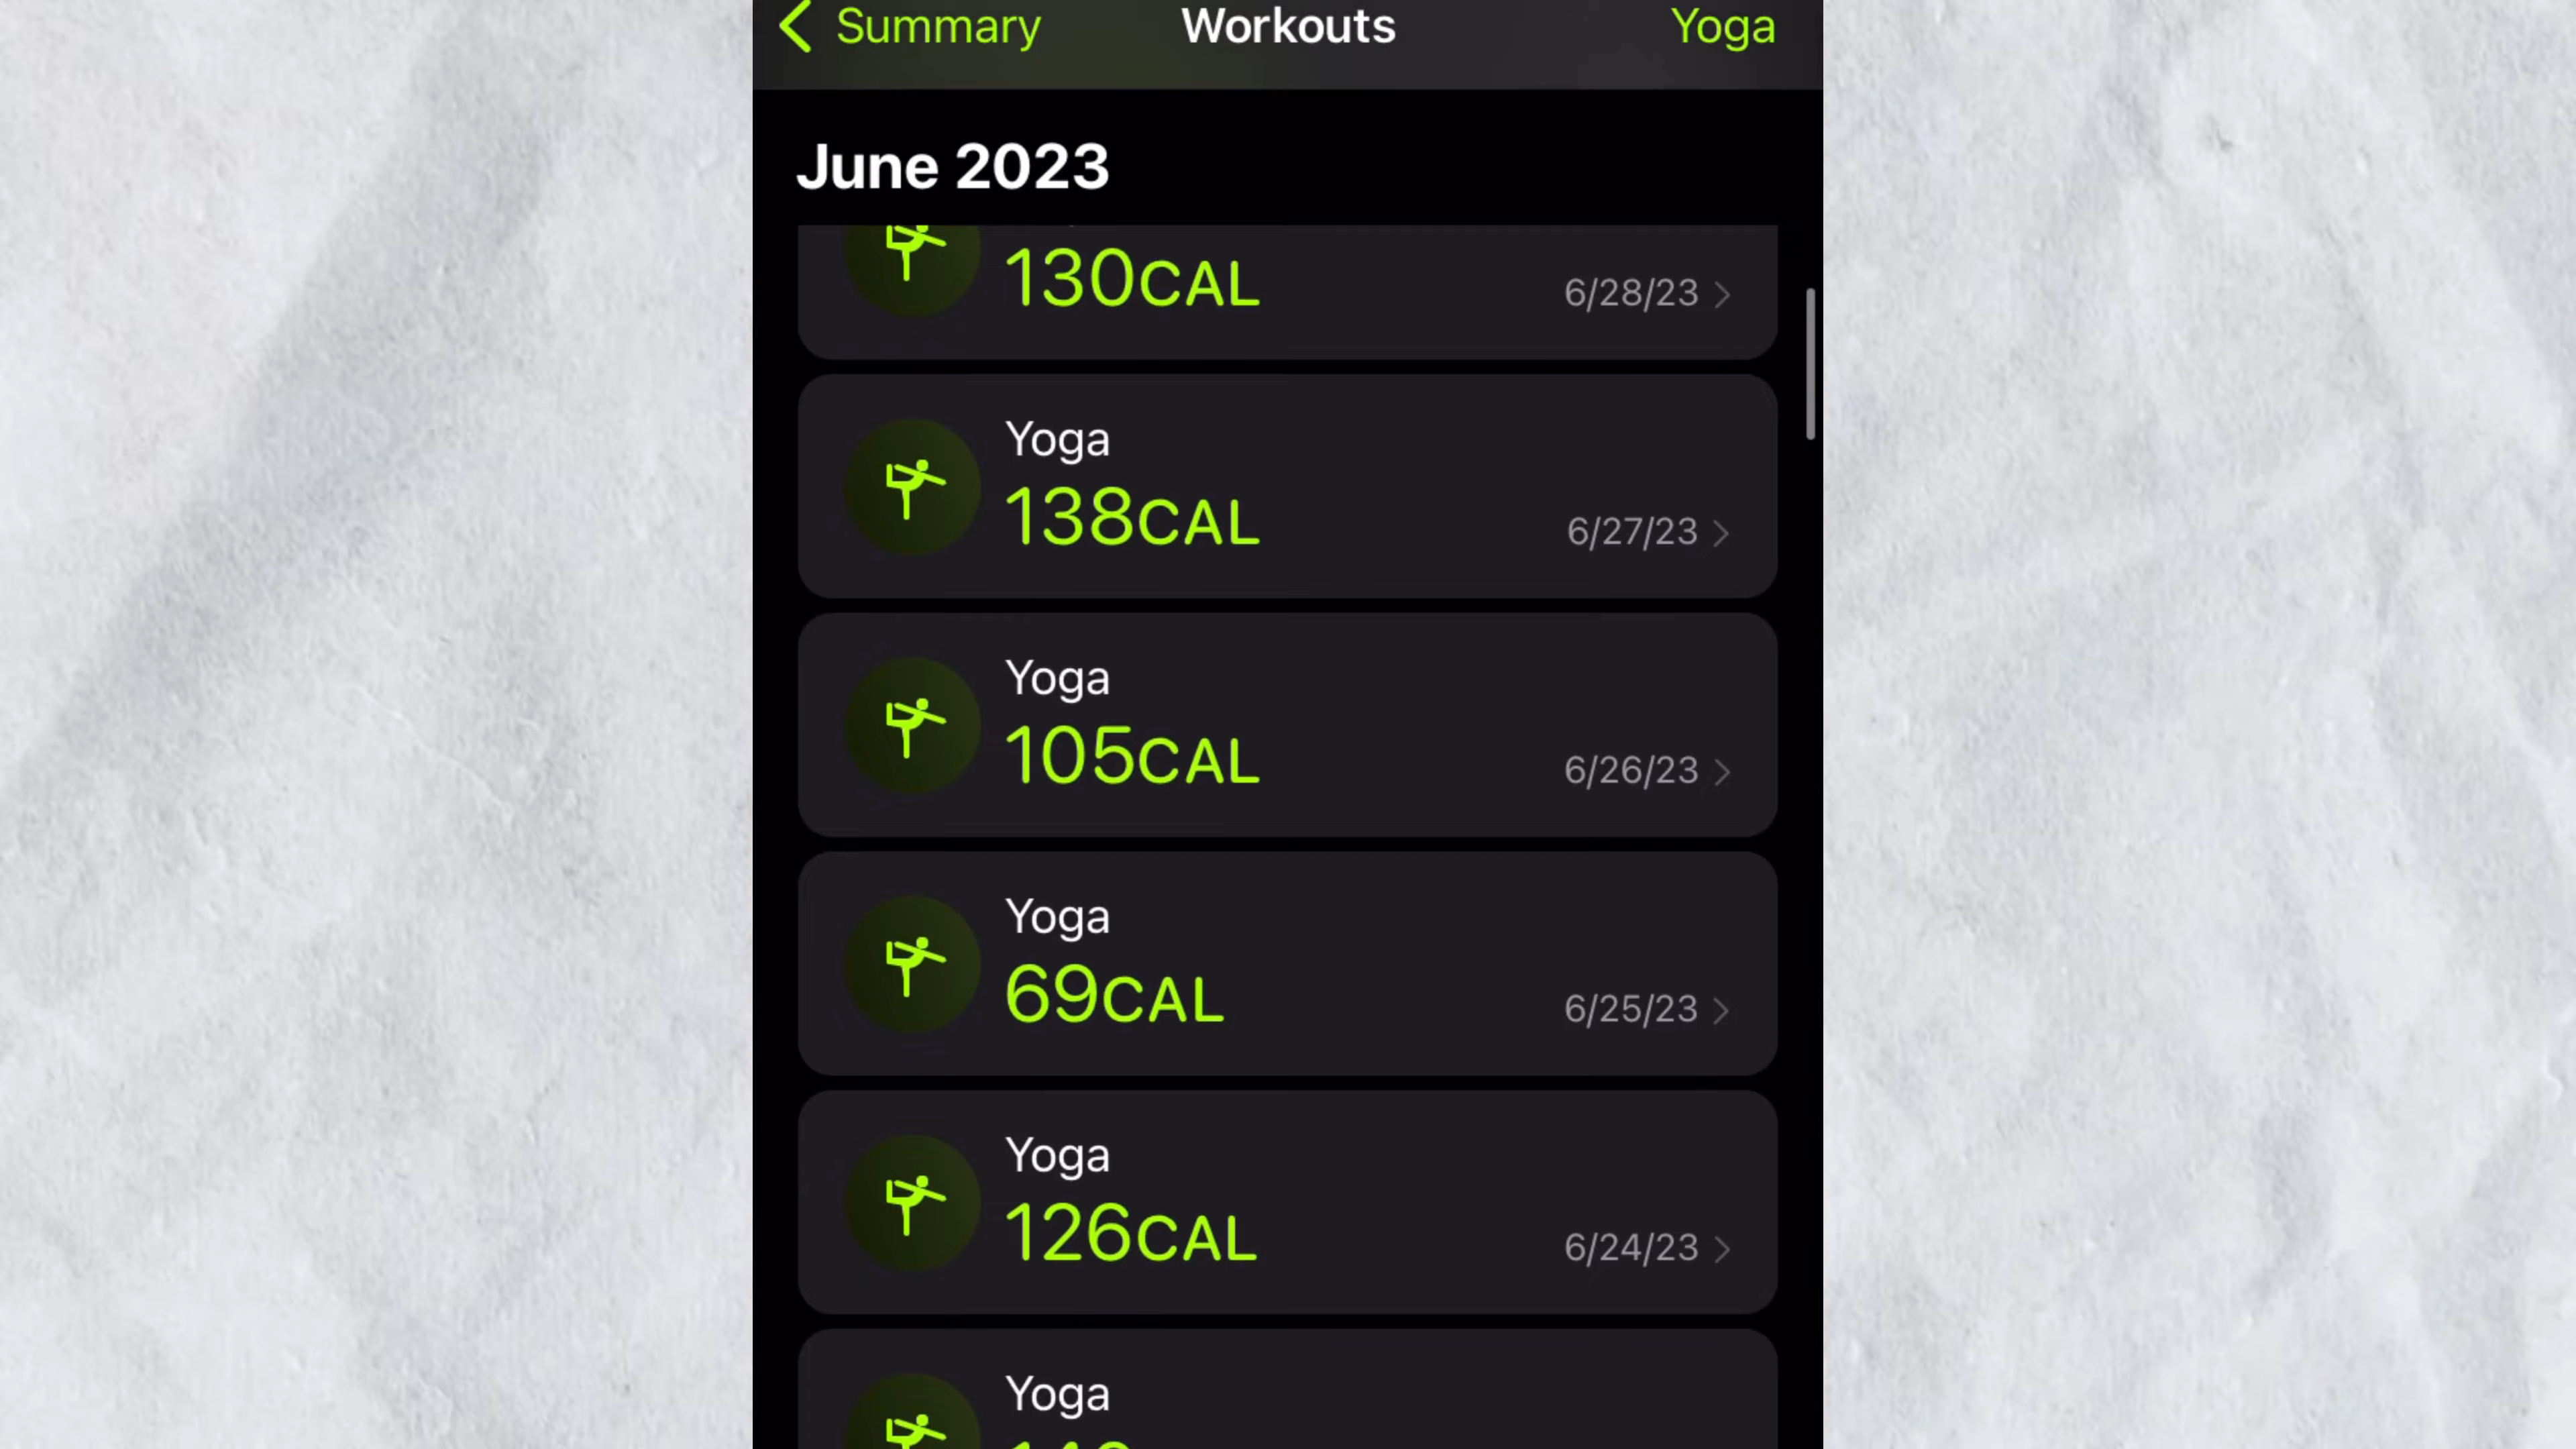 Summary Workouts Yoga
June 2023
130CAL 6/28/23
Yoga
138CAL 6/27/23
Yoga
105CAL 6/26/23
Yoga
69CAL 6/25/23
Yoga
126CAL 6/24/23
Yoga